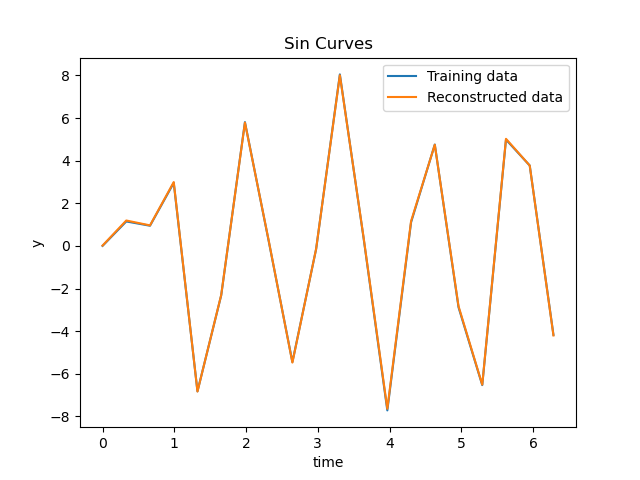 Sin Curves
Training data
Reconstructed data
8
6
4
2
0
−2
−4
−6
−8
y
0 1 2 3 4 5 6
time